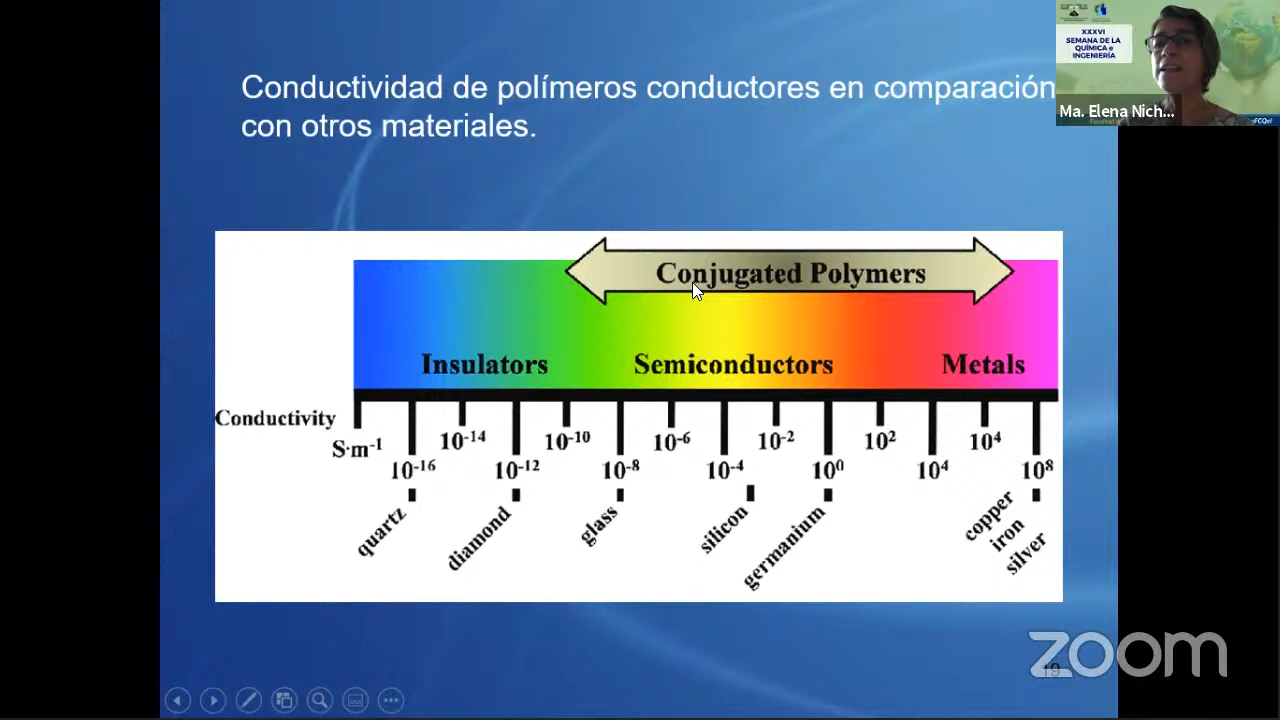 Conductividad de polímeros conductores en comparación
con otros materiales.
XXXVI
SEMANA DE LA
QUÍMICA e
INGENIERÍA
Ma. Elena Nich...
FCQeI
Conjugated Polymers
Insulators Semiconductors Metals
Conductivity
S·m⁻¹ 10⁻¹⁴ 10⁻¹⁰ 10⁻⁶ 10⁻² 10² 10⁴
10⁻¹⁶ 10⁻¹² 10⁻⁸ 10⁻⁴ 10⁰ 10⁴ 10⁸
quartz
diamond
glass
silicon
germanium
copper
iron
silver
zoom
19